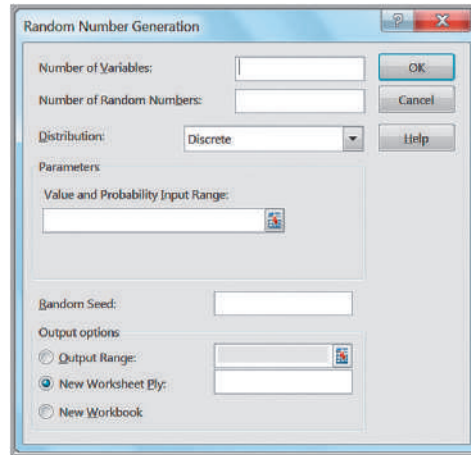 Random Number Generation
Number of Variables:
OK
Number of Random Numbers:
Cancel
Distribution:
Discrete
Help
Parameters
Value and Probability Input Range:
Random Seed:
Output options
Output Range:
New Worksheet Ply:
New Workbook